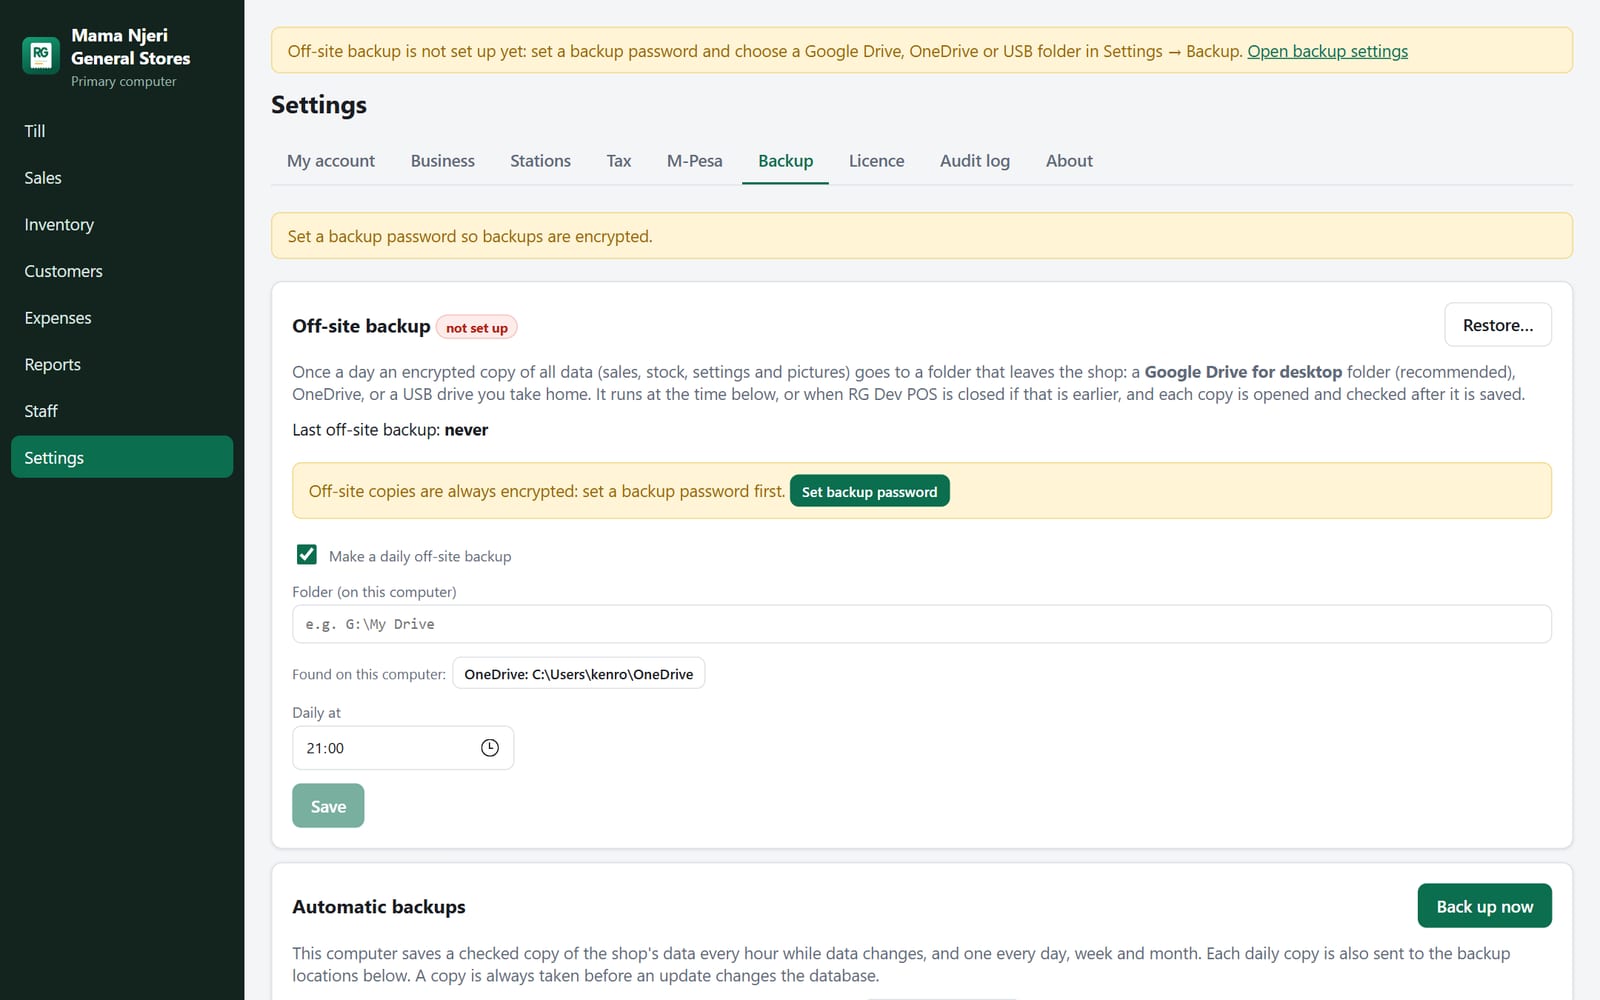 RG
Mama Njeri
General Stores
Primary computer
Till
Sales
Inventory
Customers
Expenses
Reports
Staff
Settings
Off-site backup is not set up yet: set a backup password and choose a Google Drive, OneDrive or USB folder in Settings → Backup. Open backup settings
Settings
My account Business Stations Tax M-Pesa Backup Licence Audit log About
Set a backup password so backups are encrypted.
Off-site backup not set up Restore...
Once a day an encrypted copy of all data (sales, stock, settings and pictures) goes to a folder that leaves the shop: a Google Drive for desktop folder (recommended),
OneDrive, or a USB drive you take home. It runs at the time below, or when RG Dev POS is closed if that is earlier, and each copy is opened and checked after it is saved.
Last off-site backup: never
Off-site copies are always encrypted: set a backup password first. Set backup password
Make a daily off-site backup
Folder (on this computer)
e.g. G:\My Drive
Found on this computer: OneDrive: C:\Users\kenro\OneDrive
Daily at
21:00
Save
Automatic backups Back up now
This computer saves a checked copy of the shop's data every hour while data changes, and one every day, week and month. Each daily copy is also sent to the backup
locations below. A copy is always taken before an update changes the database.